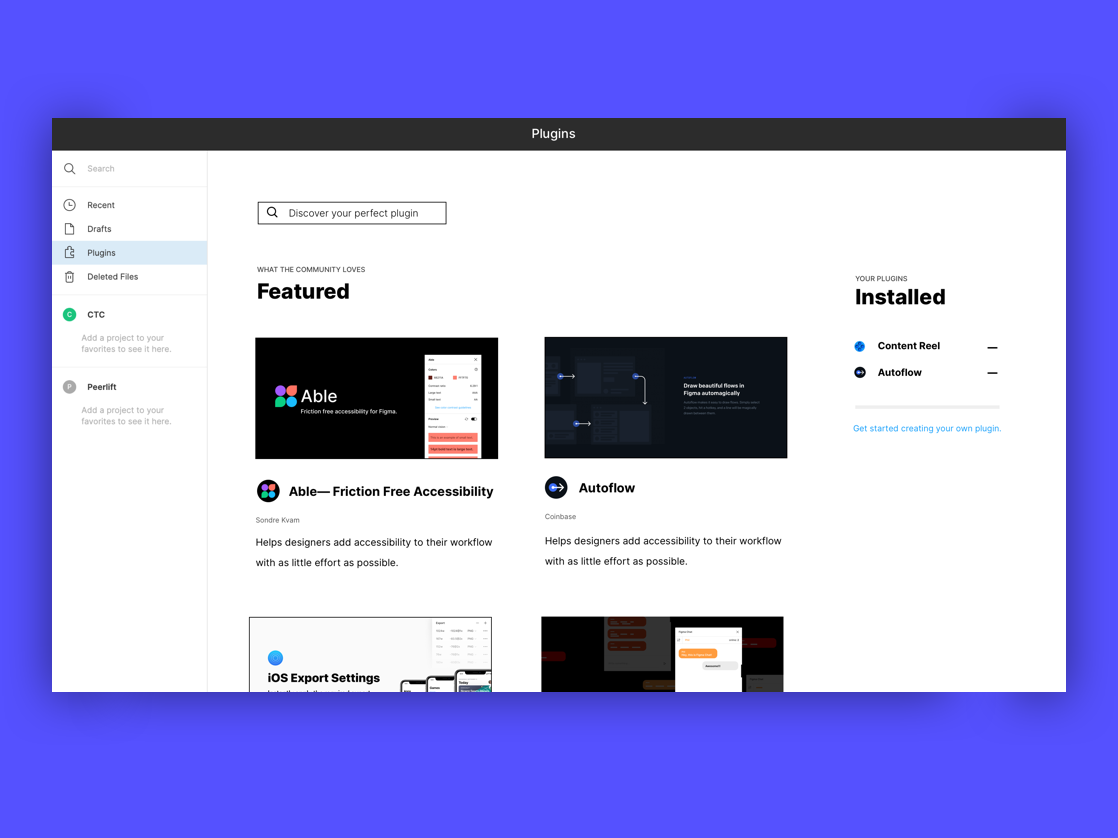 Plugins
Search
Recent
Drafts
Plugins
Deleted Files
C
CTC
Add a project to your
favorites to see it here.
P
Peerlift
Add a project to your
favorites to see it here.
Discover your perfect plugin
WHAT THE COMMUNITY LOVES
Featured
Able
Friction free accessibility for Figma.
Able
Draw beautiful flows in
Figma automagically
Able— Friction Free Accessibility
Sondre Kvam
Helps designers add accessibility to their workflow
with as little effort as possible.
Autoflow
Coinbase
Helps designers add accessibility to their workflow
with as little effort as possible.
iOS Export Settings
Export
Games
Today
YOUR PLUGINS
Installed
Content Reel
Autoflow
Get started creating your own plugin.